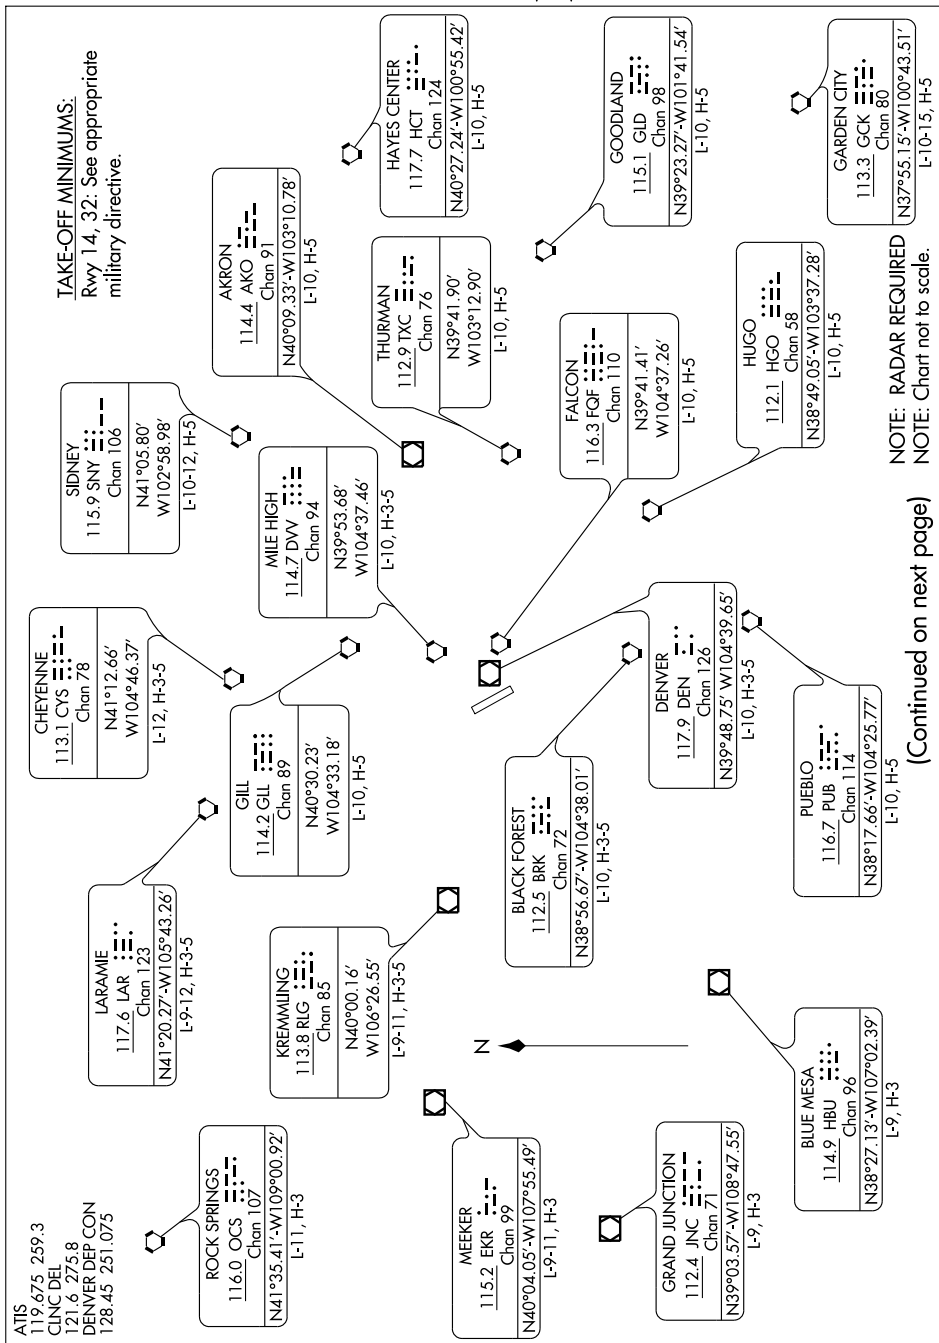 ATIS
119.675 259.3
CLNC DEL
121.6 275.8
DENVER DEP CON
128.45 251.075
TAKE-OFF MINIMUMS:
Rwy 14, 32: See appropriate
military directive.
ROCK SPRINGS
116.0 OCS
Chan 107
N41°35.41'-W109°00.92'
L-11, H-3
LARAMIE
117.6 LAR
Chan 123
N41°20.27'-W105°43.26'
L-9-12, H-3-5
CHEYENNE
113.1 CYS
Chan 78
N41°12.66'
W104°46.37'
L-12, H-3-5
SIDNEY
115.9 SNY
Chan 106
N41°05.80'
W102°58.98'
L-10-12, H-5
GILL
114.2 GLL
Chan 89
N40°30.23'
W104°33.18'
L-10, H-5
MILE HIGH
114.7 DVV
Chan 94
N39°53.68'
W104°37.46'
L-10, H-3-5
AKRON
114.4 AKO
Chan 91
N40°09.33'-W103°10.78'
L-10, H-5
HAYES CENTER
117.7 HCT
Chan 124
N40°27.24'-W100°55.42'
L-10, H-5
KREMMLING
113.8 RLG
Chan 85
N40°00.16'
W106°26.55'
L-9-11, H-3-5
THURMAN
112.9 TXC
Chan 76
N39°41.90'
W103°12.90'
L-10, H-5
MEEKER
115.2 EKR
Chan 99
N40°04.05'-W107°55.49'
L-9-11, H-3
N
BLACK FOREST
112.5 BRK
Chan 72
N38°56.67'-W104°38.01'
L-10, H-3-5
FALCON
116.3 FQF
Chan 110
N39°41.41'
W104°37.26'
L-10, H-5
GOODLAND
115.1 GLD
Chan 98
N39°23.27'-W101°41.54'
L-10, H-5
GRAND JUNCTION
112.4 JNC
Chan 71
N39°03.57'-W108°47.55'
L-9, H-3
DENVER
117.9 DEN
Chan 126
N39°48.75' W104°39.65'
L-10, H-3-5
HUGO
112.1 HGO
Chan 58
N38°49.05'-W103°37.28'
L-10, H-5
BLUE MESA
114.9 HBU
Chan 96
N38°27.13'-W107°02.39'
L-9, H-3
PUEBLO
116.7 PUB
Chan 114
N38°17.66'-W104°25.77'
L-10, H-5
GARDEN CITY
113.3 GCK
Chan 80
N37°55.15'-W100°43.51'
L-10-15, H-5
NOTE: RADAR REQUIRED
NOTE: Chart not to scale.
(Continued on next page)